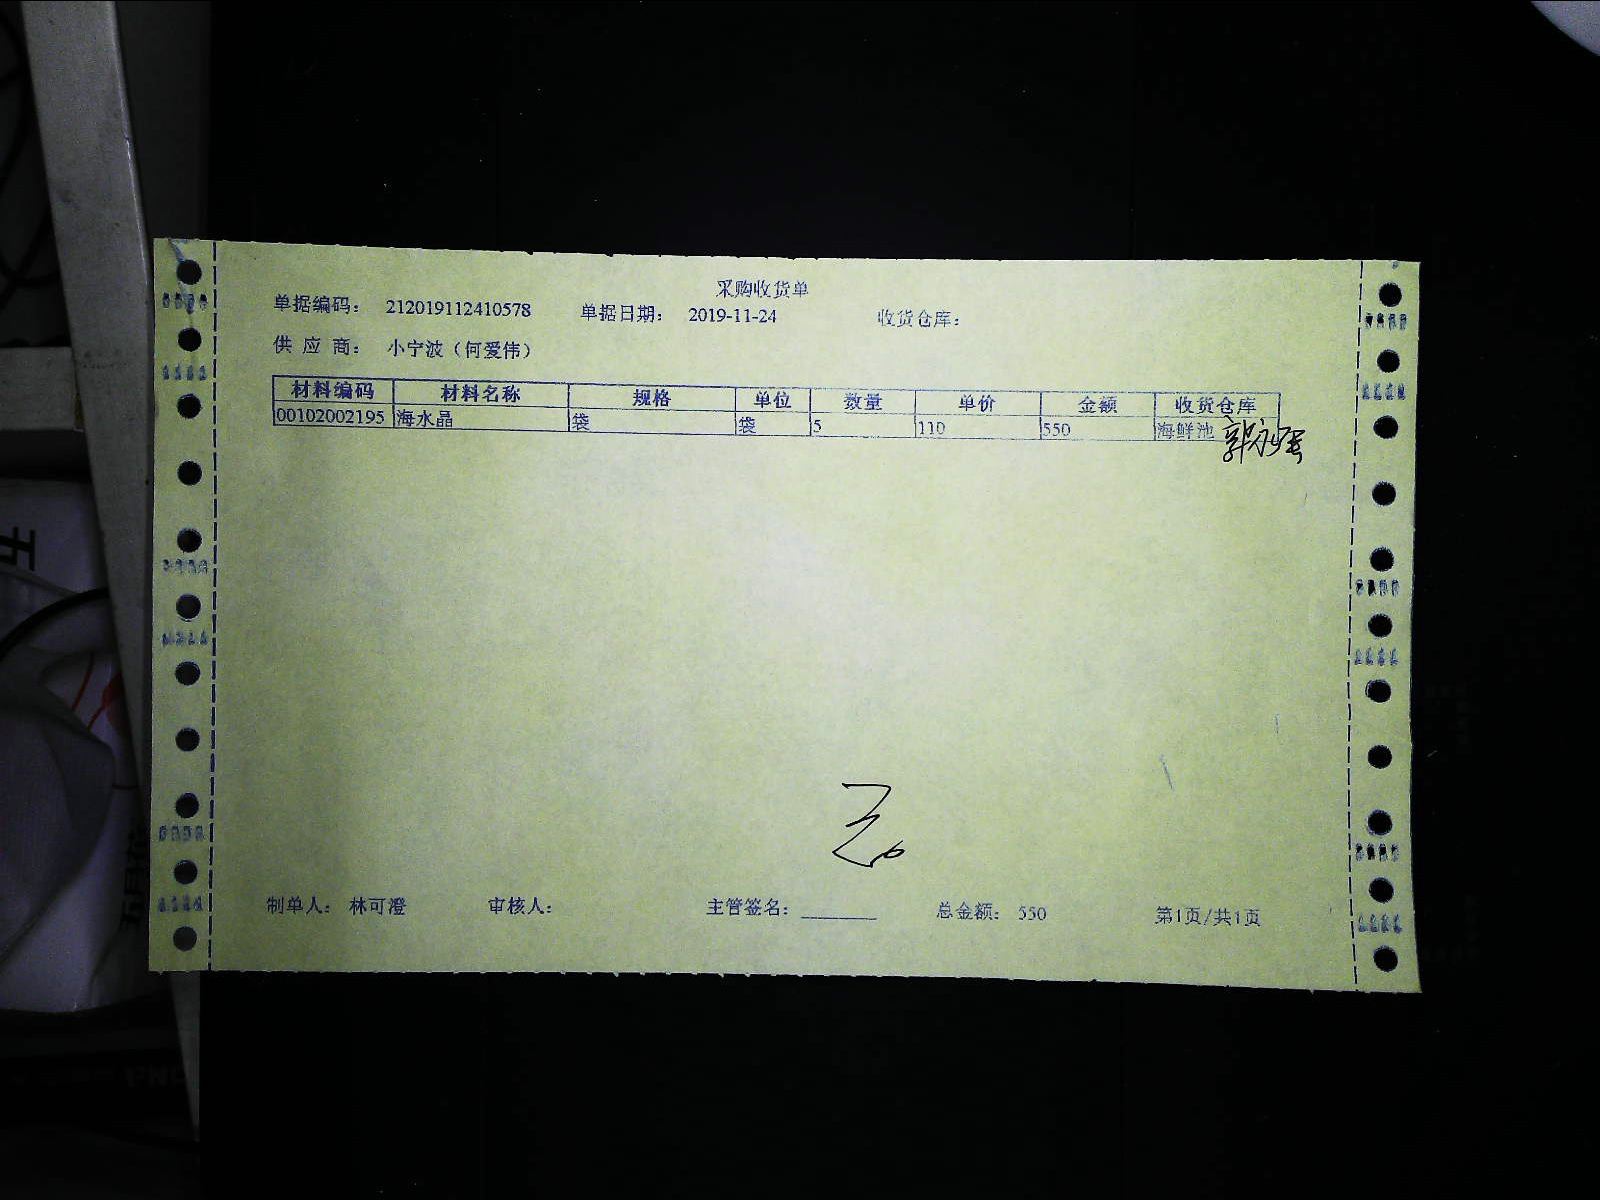 采购收货单
单据编码： 212019112410578 单据日期： 2019-11-24 收货仓库：
供 应 商： 小宁波（何爱伟）
材料编码 材料名称 规格 单位 数量 单价 金额 收货仓库
00102002195 海水晶 袋 袋 5 110 550 海鲜池
制单人： 林可澄 审核人： 主管签名： ________ 总金额： 550 第1页/共1页